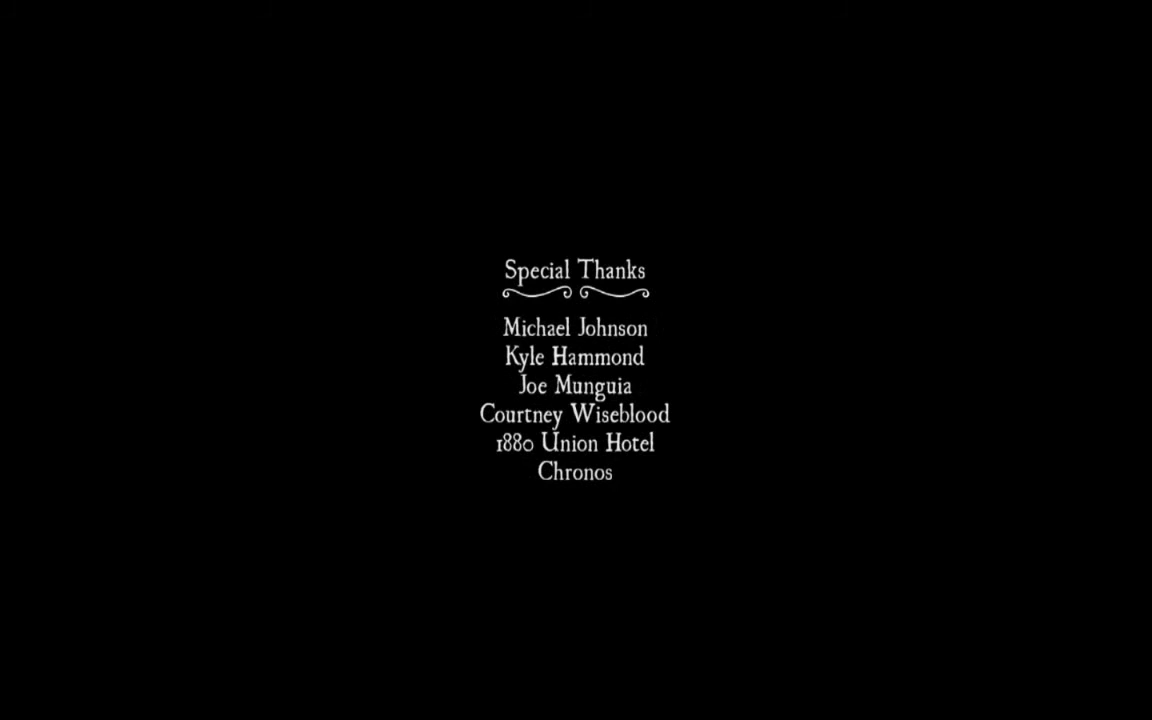 Special Thanks
Michael Johnson
Kyle Hammond
Joe Munguia
Courtney Wiseblood
1880 Union Hotel
Chronos